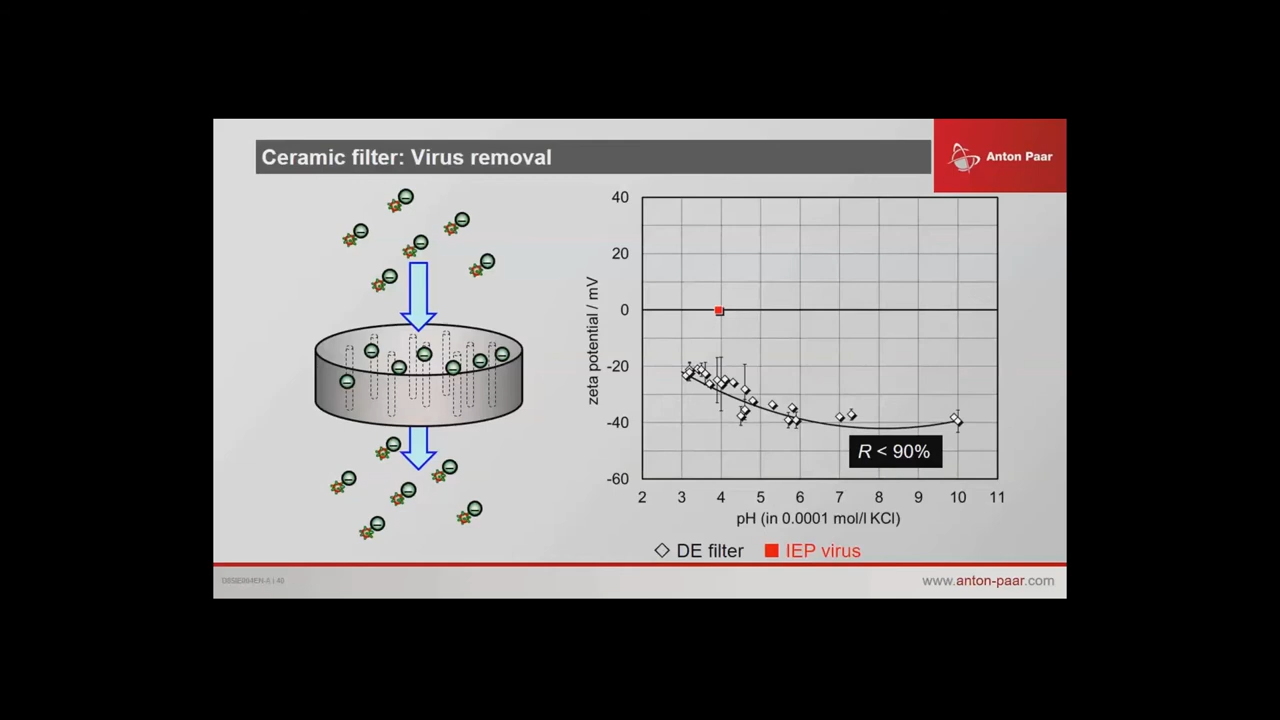 Ceramic filter: Virus removal
Anton Paar
40
20
0
-20
-40
-60
zeta potential / mV
R < 90%
2 3 4 5 6 7 8 9 10 11
pH (in 0.0001 mol/l KCl)
DE filter IEP virus
www.anton-paar.com